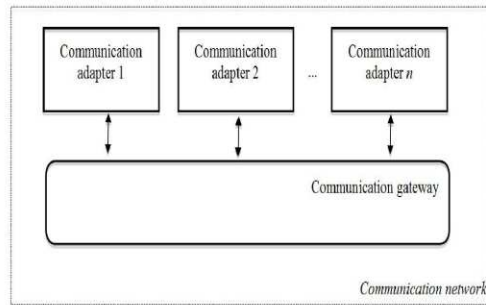 Communication
adapter 1
Communication
adapter 2
...
Communication
adapter n
Communication gateway
Communication network